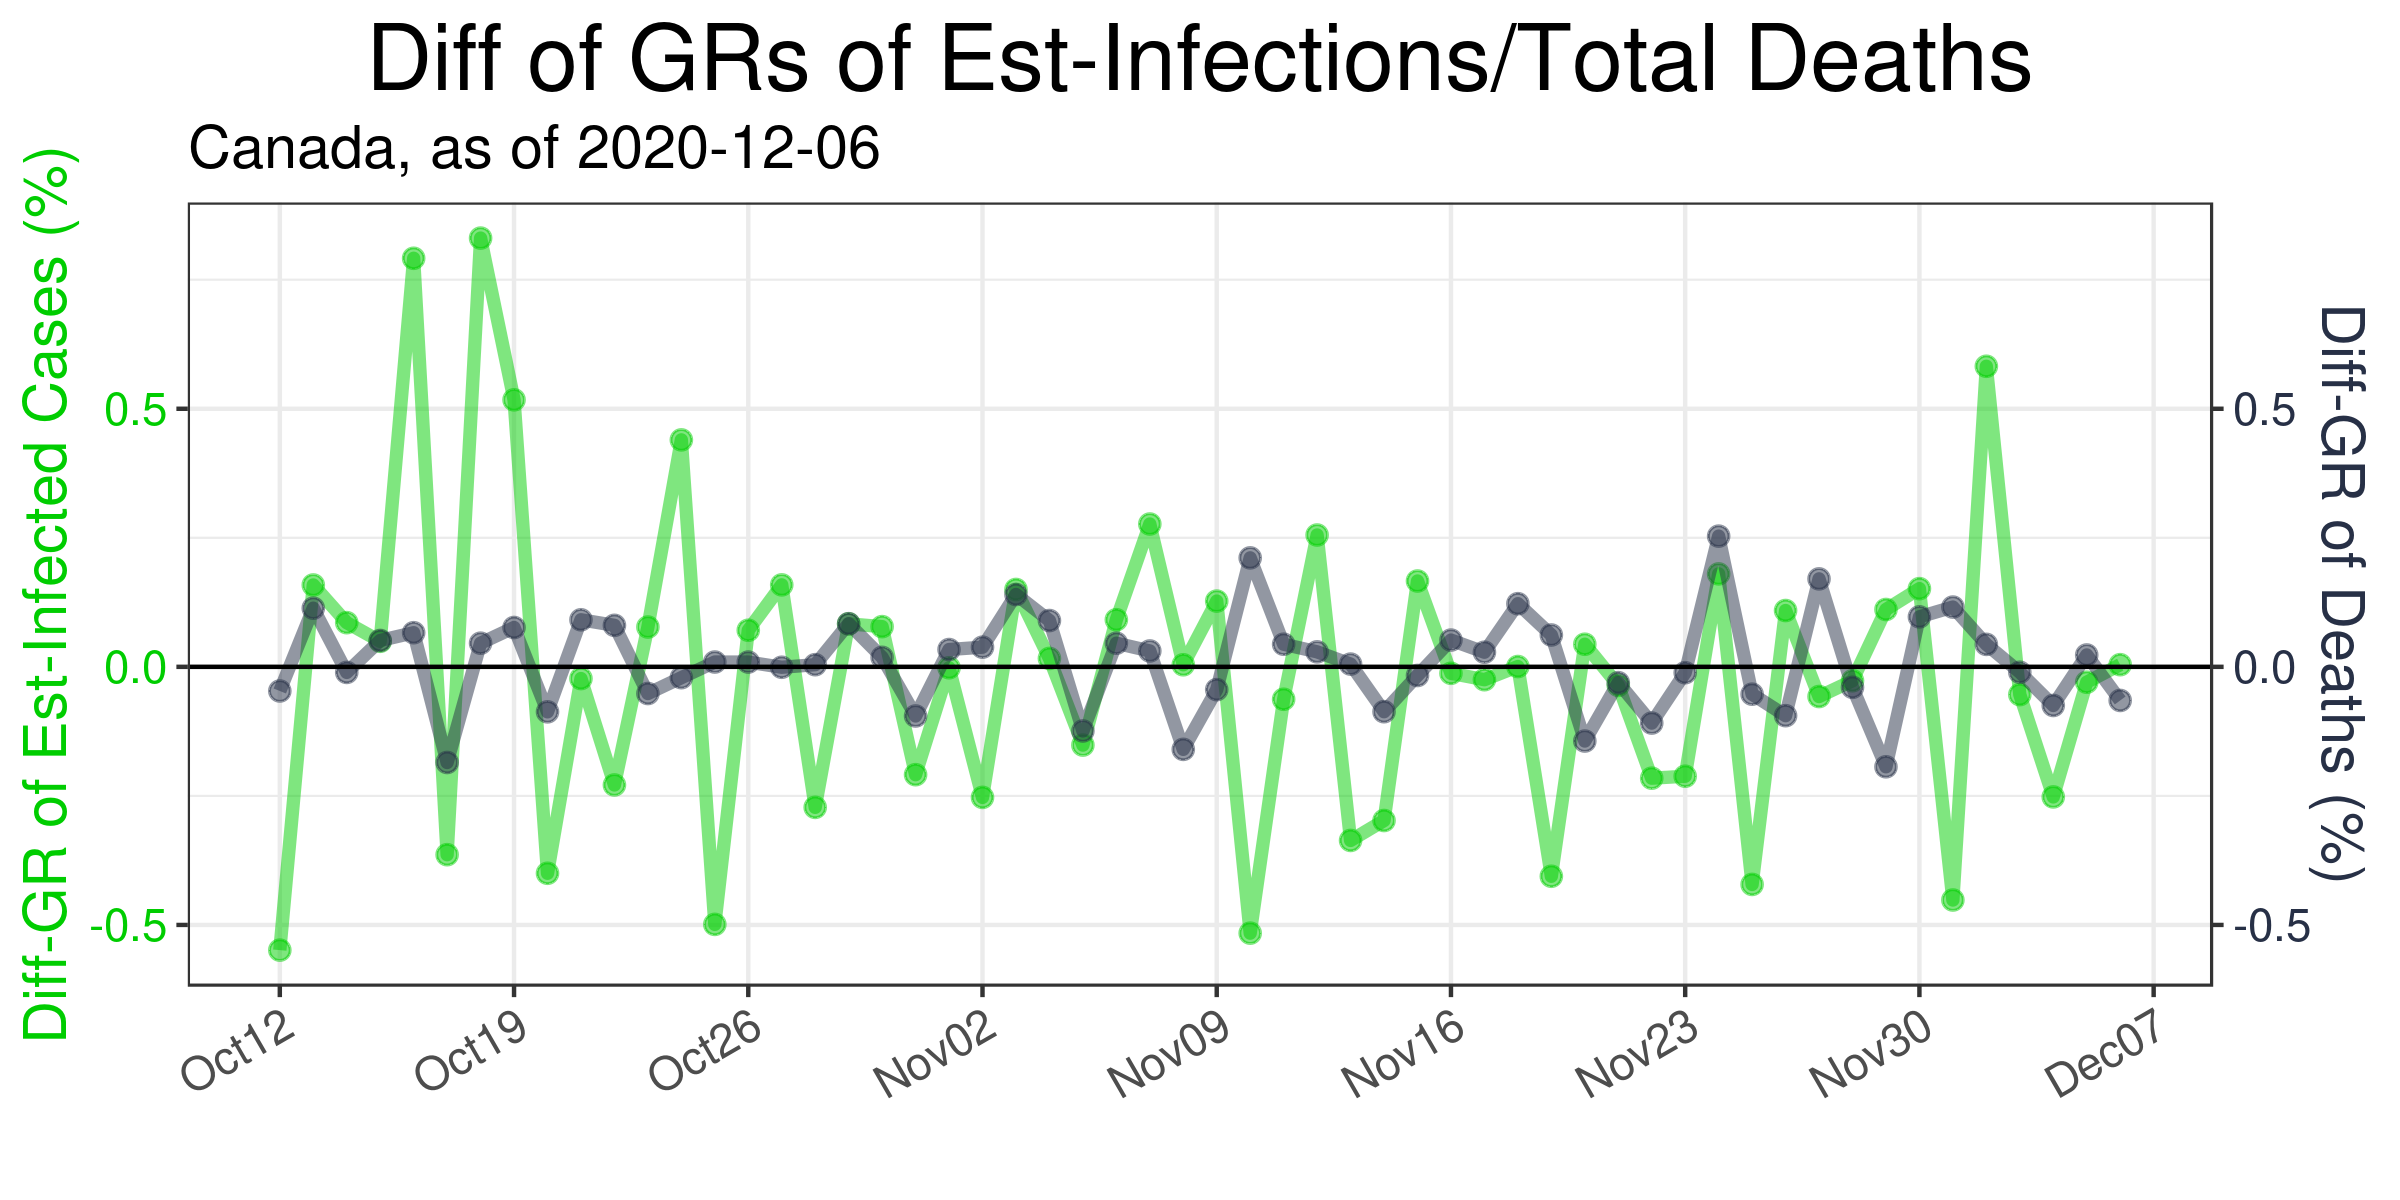 Diff of GRs of Est-Infections/Total Deaths
Canada, as of 2020-12-06
Diff-GR of Est-Infected Cases (%)
0.5
0.0
-0.5
0.5
0.0
-0.5
Diff-GR of Deaths (%)
Oct12
Oct19
Oct26
Nov02
Nov09
Nov16
Nov23
Nov30
Dec07